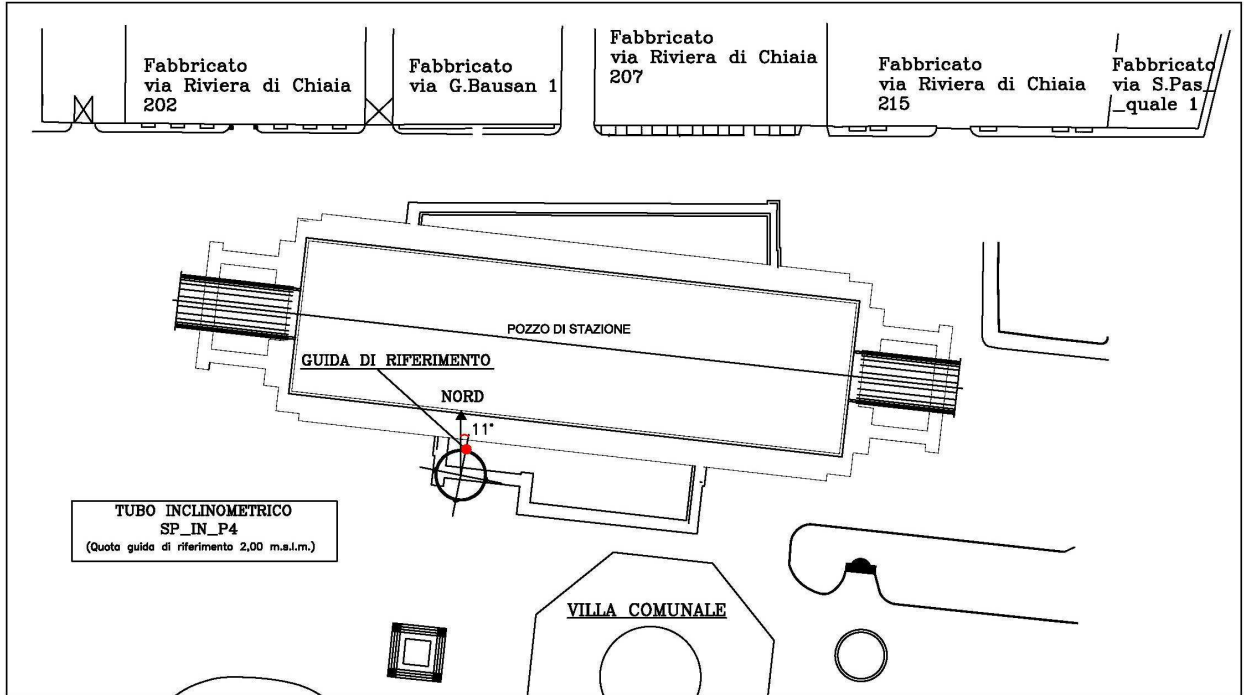 Fabbricato
via Riviera di Chiaia
202
Fabbricato
via G.Bausan 1
Fabbricato
via Riviera di Chiaia
207
Fabbricato
via Riviera di Chiaia
215
Fabbricato
via S.Pas_
_quale 1
POZZO DI STAZIONE
GUIDA DI RIFERIMENTO
NORD
11°
TUBO INCLINOMETRICO
SP_IN_P4
(Quota guida di riferimento 2,00 m.s.l.m.)
VILLA COMUNALE